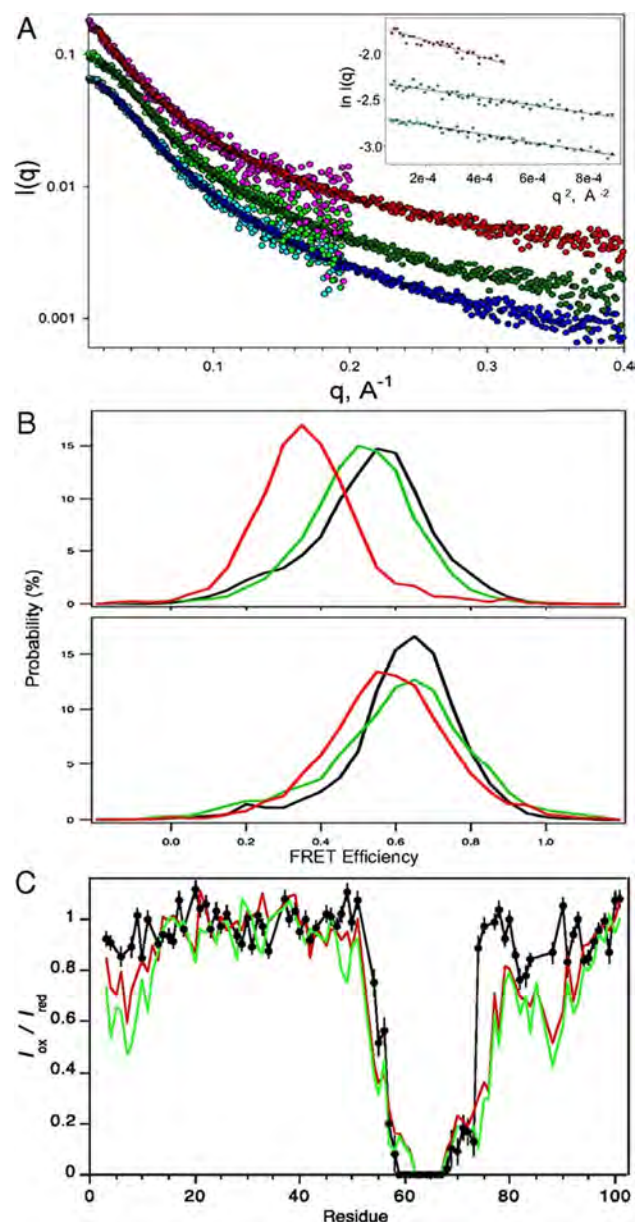 A
0.1
0.01
0.001
I(q)
0.1
0.2
0.3
0.4
q, A⁻¹
-2.0
-2.5
-3.0
ln I(q)
2e-4
4e-4
6e-4
8e-4
q², A⁻²
B
15
10
5
0
15
10
5
0
Probability (%)
0.0
0.2
0.4
0.6
0.8
1.0
FRET Efficiency
C
1
0.8
0.6
0.4
0.2
0
I ox / I red
0
20
40
60
80
100
Residue